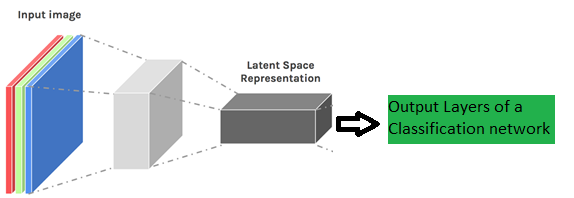 Input image
Latent Space
Representation
Output Layers of a
Classification network